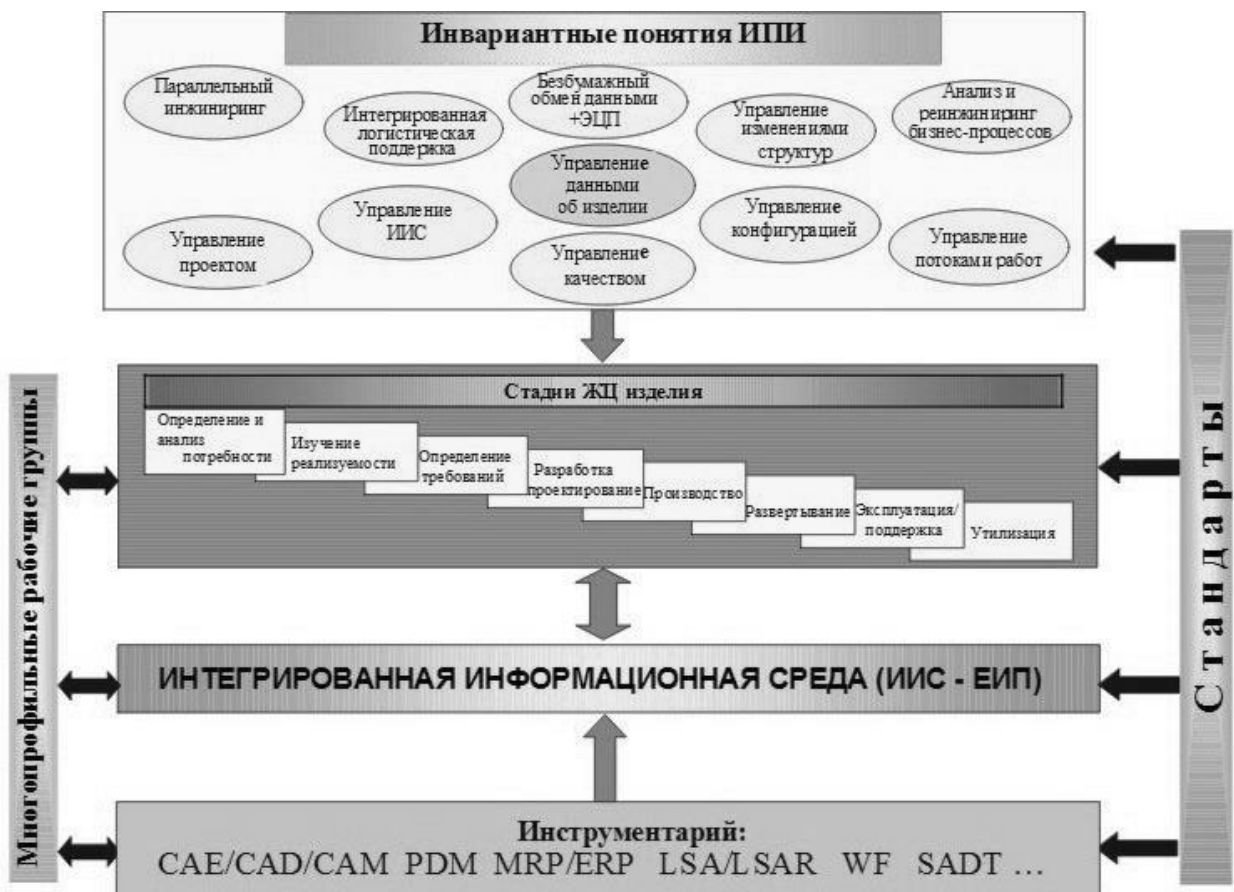 Инвариантные понятия ИПИ
Параллельный
инжиниринг
Интегрированная
логистическая
поддержка
Безбумажный
обмен данными
+ЭЦП
Управление
изменениями
структур
Анализ и
реинжиниринг
бизнес-процессов
Управление
данными
об изделии
Управление
проектом
Управление
ИИС
Управление
качеством
Управление
конфигурацией
Управление
потоками работ
Стадии ЖЦ изделия
Определение и
анализ
потребности
Изучение
реализуемости
Определение
требований
Разработка
проектирование
Производство
Развертывание
Эксплуатация/
поддержка
Утилизация
ИНТЕГРИРОВАННАЯ ИНФОРМАЦИОННАЯ СРЕДА (ИИС - ЕИП)
Инструментарий:
CAE/CAD/CAM PDM MRP/ERP LSA/LSAR WF SADT ...
Многопрофильные рабочие группы
Стандарты